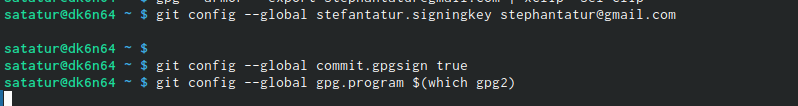 satatur@dk6n64 ~ $ git config --global stefantatur.signingkey stephantatur@gmail.com
satatur@dk6n64 ~ $
satatur@dk6n64 ~ $ git config --global commit.gpgsign true
satatur@dk6n64 ~ $ git config --global gpg.program $(which gpg2)